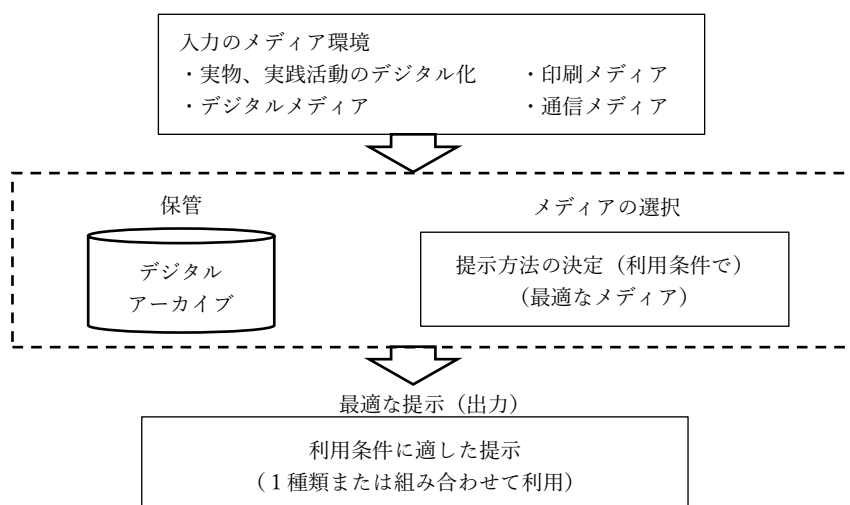 入力のメディア環境
・実物、実践活動のデジタル化 ・印刷メディア
・デジタルメディア ・通信メディア
保管
メディアの選択
デジタル
アーカイブ
提示方法の決定（利用条件で）
（最適なメディア）
最適な提示（出力）
利用条件に適した提示
（１種類または組み合わせて利用）